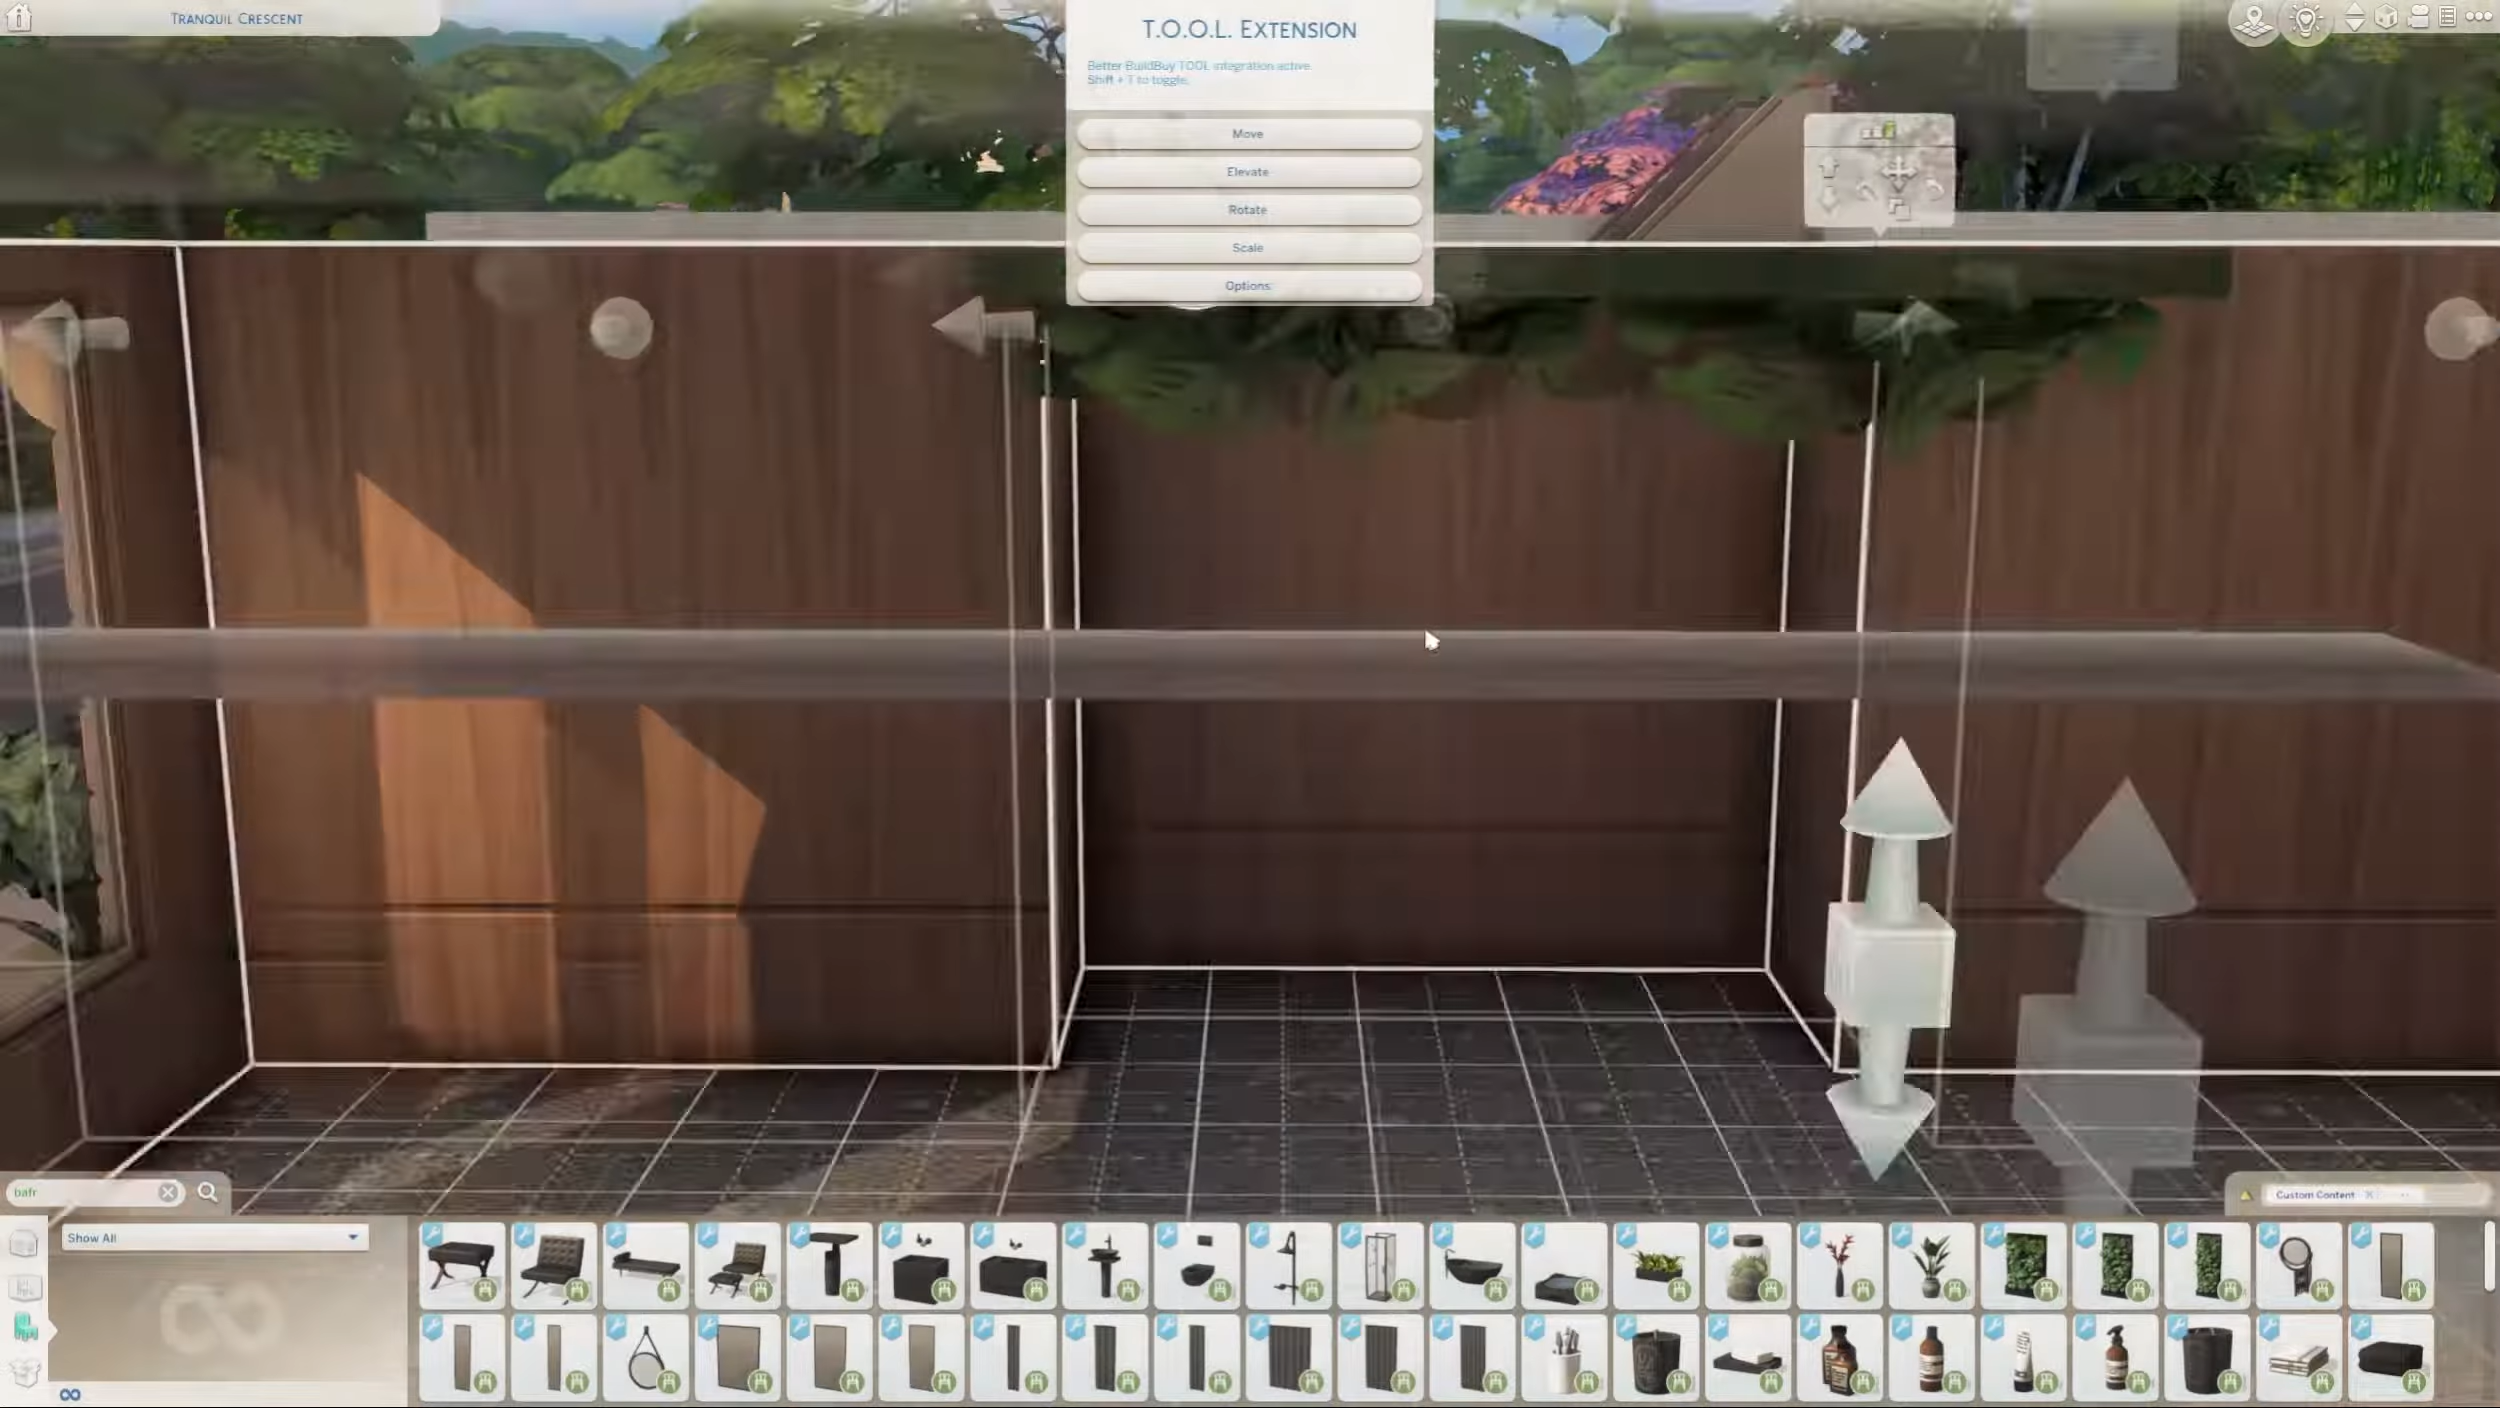 TRANQUIL CRESCENT
T.O.O.L. EXTENSION
Better BuildBuy TOOL integration active.
Shift + T to toggle.
Move
Elevate
Rotate
Scale
Options
bafr
Custom Content
Show All